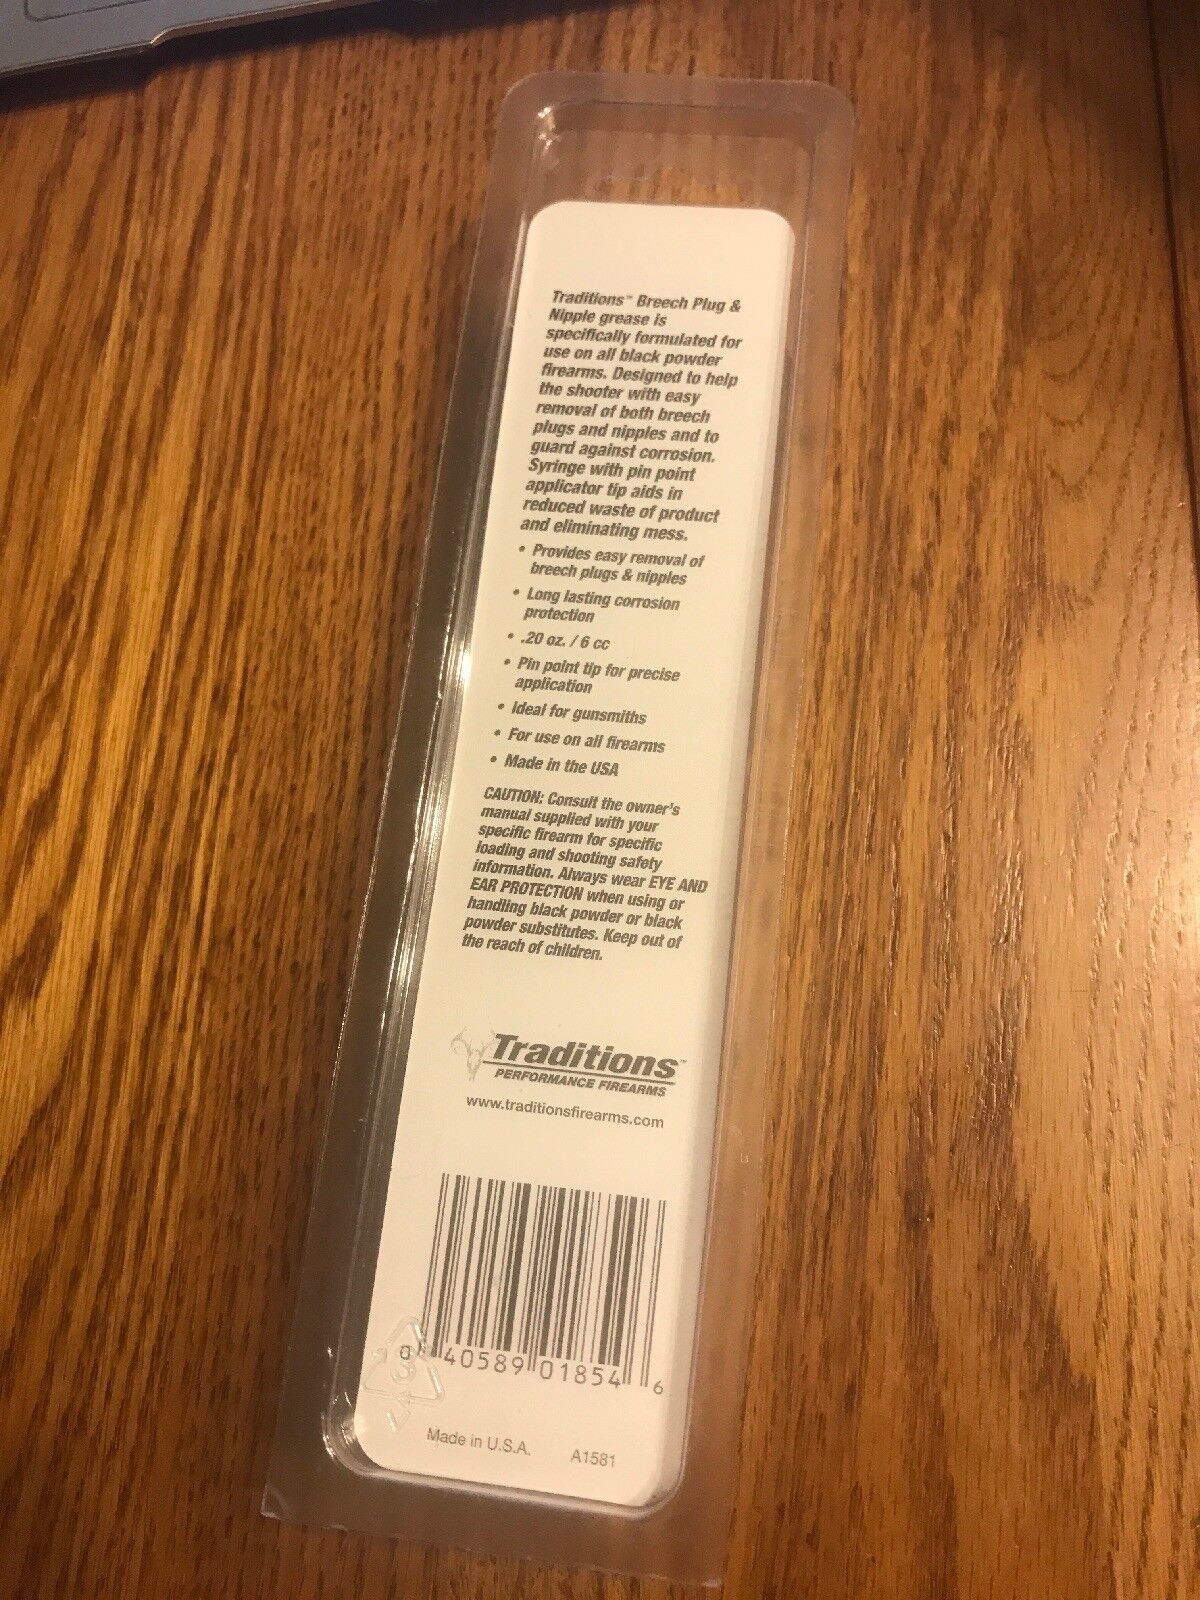 Traditions™ Breech Plug &
Nipple grease is
specifically formulated for
use on all black powder
firearms. Designed to help
the shooter with easy
removal of both breech
plugs and nipples and to
guard against corrosion.
Syringe with pin point
applicator tip aids in
reduced waste of product
and eliminating mess.
• Provides easy removal of
breech plugs & nipples
• Long lasting corrosion
protection
• .20 oz. / 6 cc
• Pin point tip for precise
application
• Ideal for gunsmiths
• For use on all firearms
• Made in the USA
CAUTION: Consult the owner's
manual supplied with your
specific firearm for specific
loading and shooting safety
information. Always wear EYE AND
EAR PROTECTION when using or
handling black powder or black
powder substitutes. Keep out of
the reach of children.
Traditions™
PERFORMANCE FIREARMS
www.traditionsfirearms.com
0 40589 01854 6
Made in U.S.A. A1581